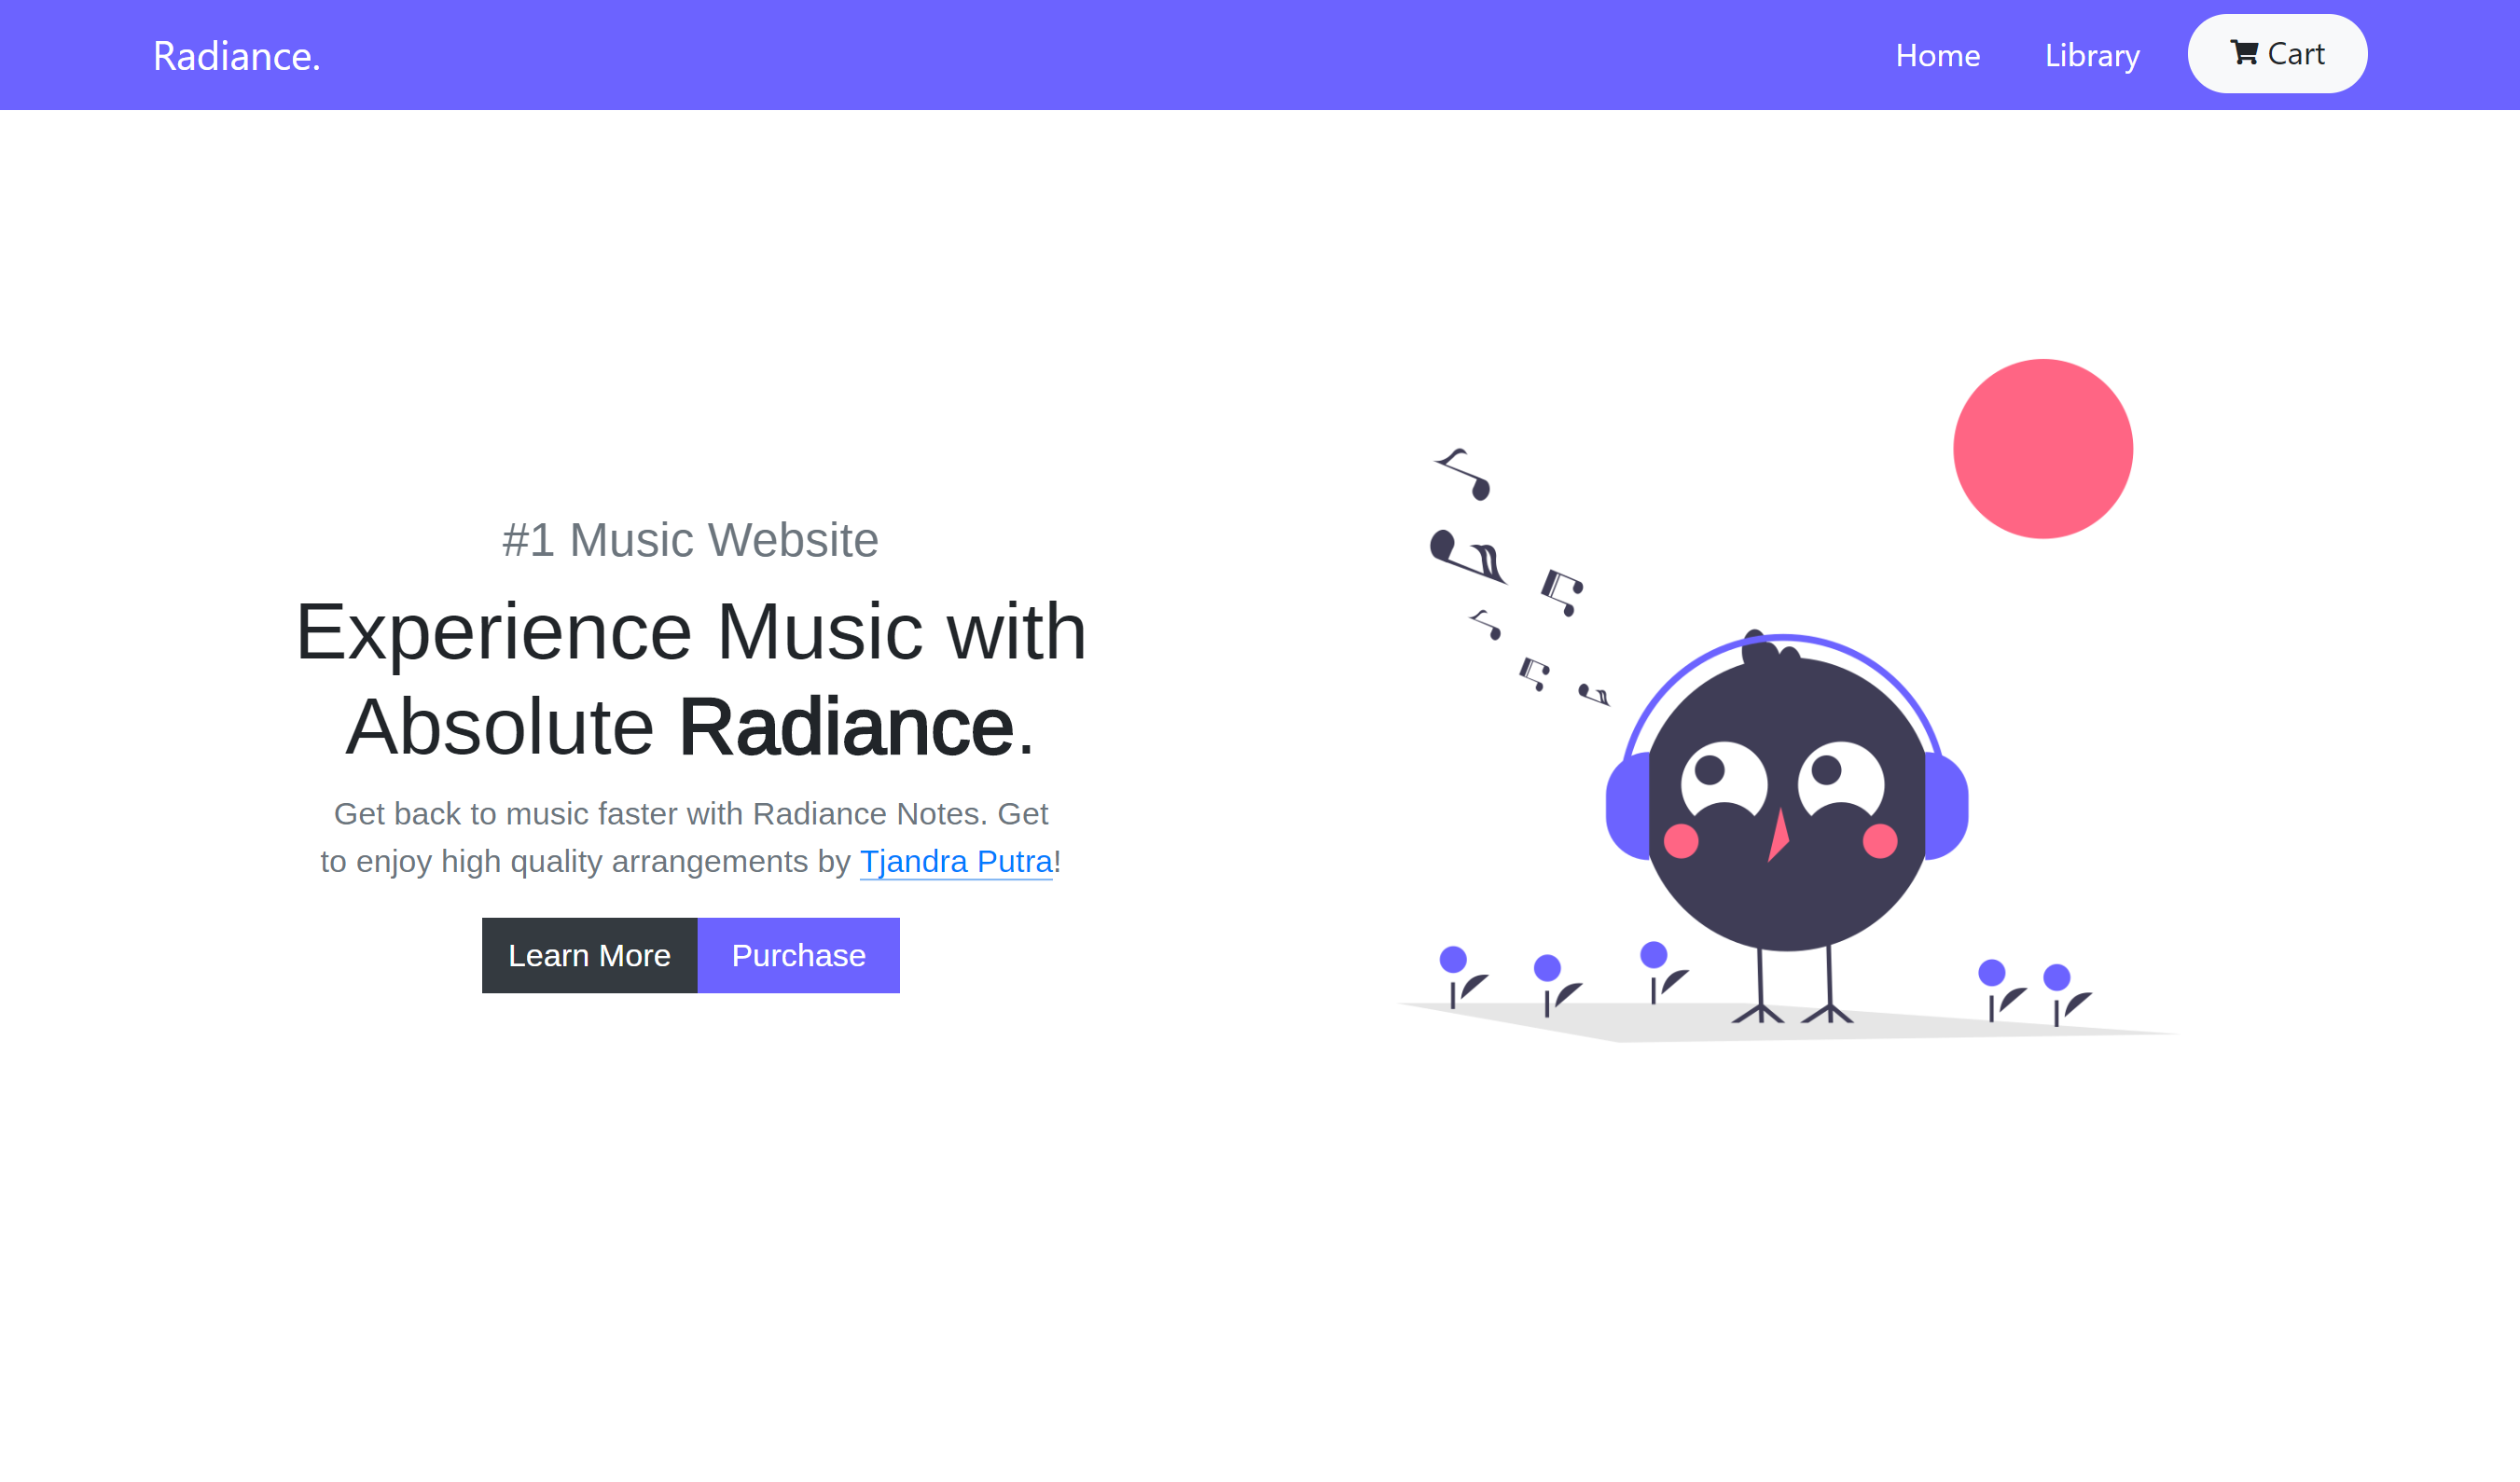 Radiance.
Home
Library
Cart
#1 Music Website
Experience Music with
Absolute Radiance.
Get back to music faster with Radiance Notes. Get
to enjoy high quality arrangements by Tjandra Putra!
Learn More
Purchase